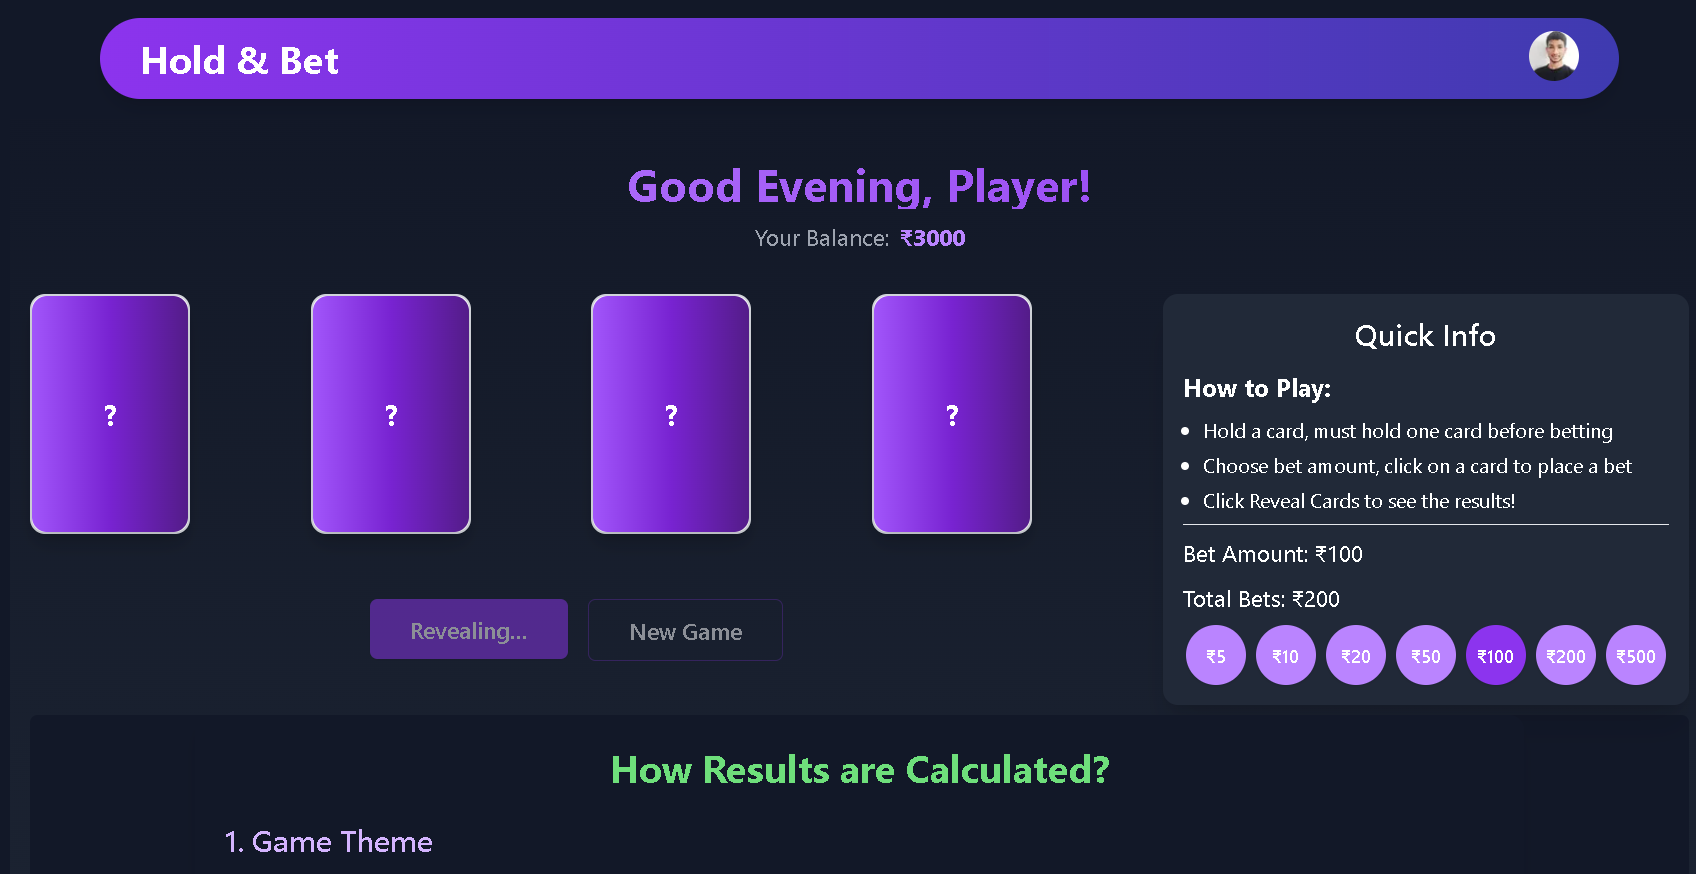 Hold & Bet
Good Evening, Player!
Your Balance: ₹3000
?
?
?
?
Revealing...
New Game
Quick Info
How to Play:
• Hold a card, must hold one card before betting
• Choose bet amount, click on a card to place a bet
• Click Reveal Cards to see the results!
Bet Amount: ₹100
Total Bets: ₹200
₹5 ₹10 ₹20 ₹50 ₹100 ₹200 ₹500
How Results are Calculated?
1. Game Theme